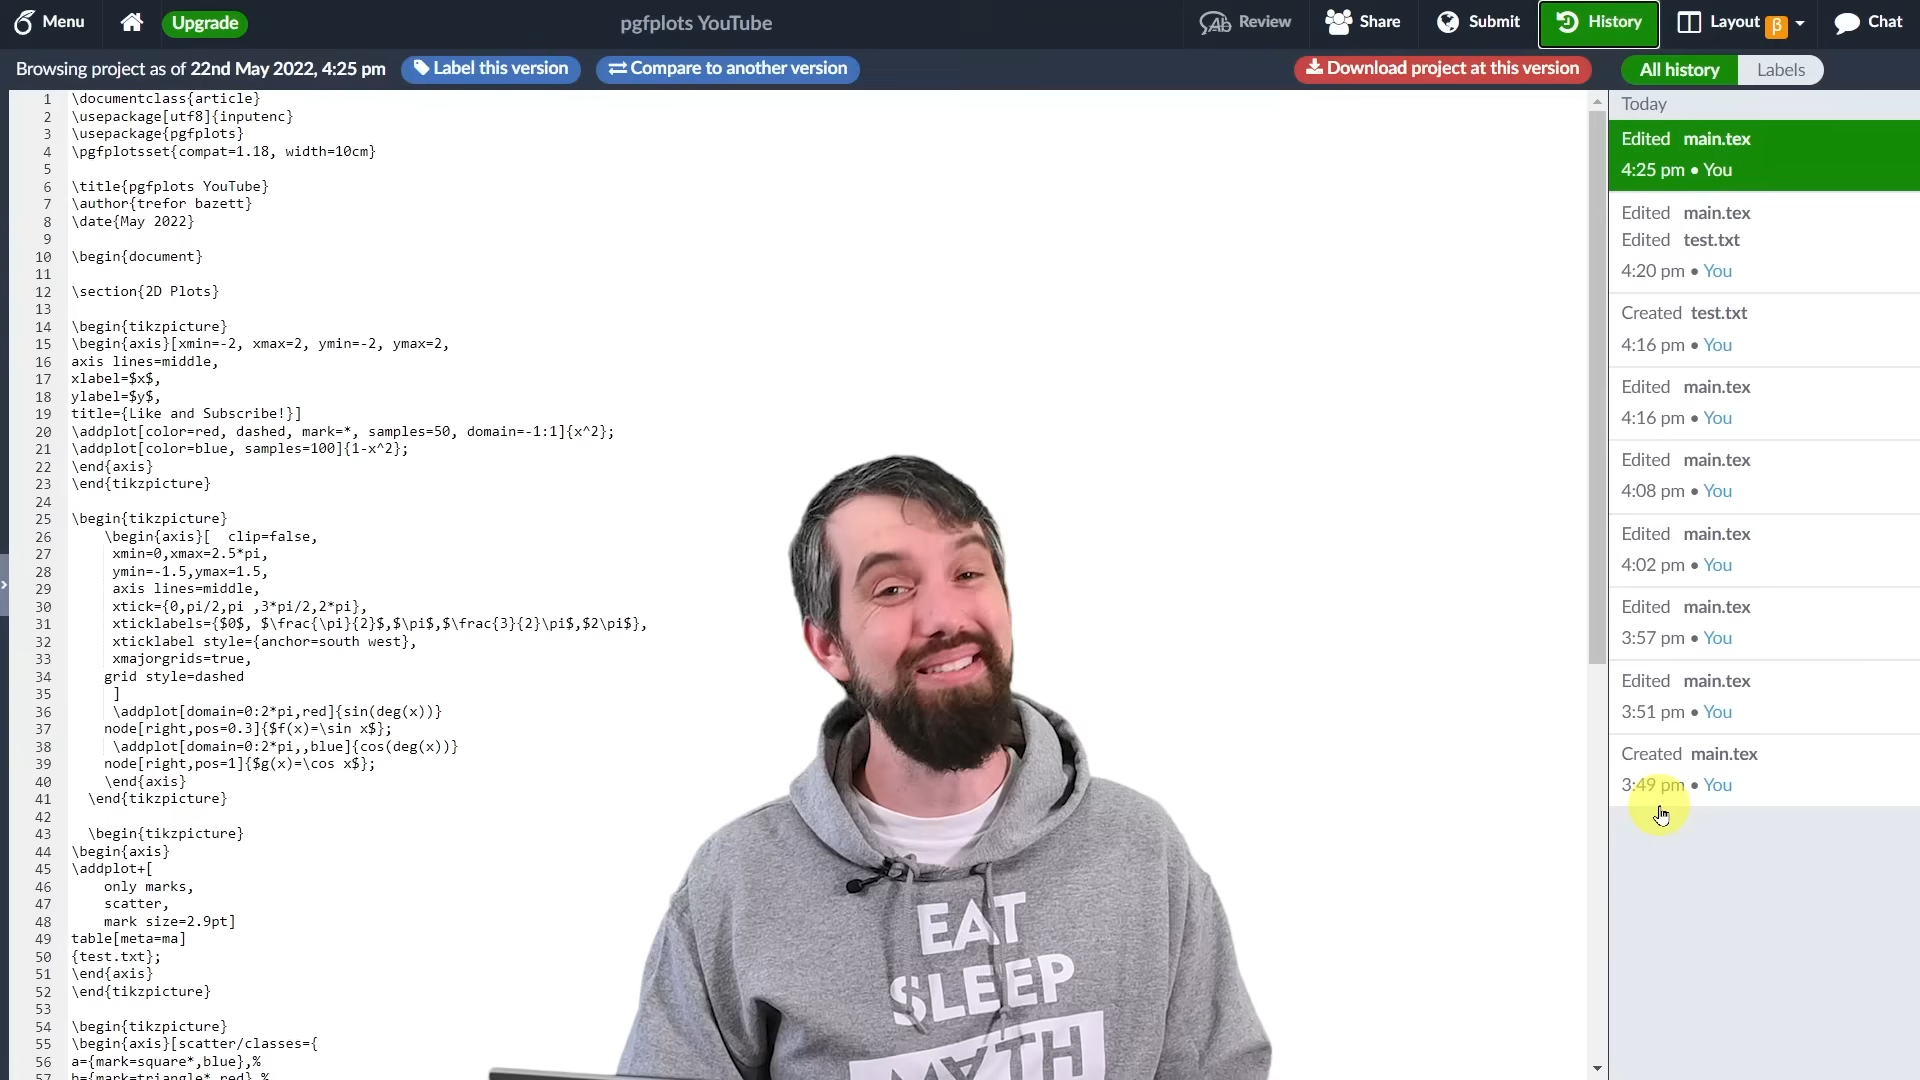 Menu
Upgrade
pgfplots YouTube
Review
Share
Submit
History
Layout β
Chat
Browsing project as of 22nd May 2022, 4:25 pm
Label this version
Compare to another version
Download project at this version
All history
Labels
1 \documentclass{article}
2 \usepackage[utf8]{inputenc}
3 \usepackage{pgfplots}
4 \pgfplotsset{compat=1.18, width=10cm}
5
6 \title{pgfplots YouTube}
7 \author{trefor bazett}
8 \date{May 2022}
9
10 \begin{document}
11
12 \section{2D Plots}
13
14 \begin{tikzpicture}
15 \begin{axis}[xmin=-2, xmax=2, ymin=-2, ymax=2,
16 axis lines=middle,
17 xlabel=$x$,
18 ylabel=$y$,
19 title={Like and Subscribe!}]
20 \addplot[color=red, dashed, mark=*, samples=50, domain=-1:1]{x^2};
21 \addplot[color=blue, samples=100]{1-x^2};
22 \end{axis}
23 \end{tikzpicture}
24
25 \begin{tikzpicture}
26 \begin{axis}[ clip=false,
27 xmin=0,xmax=2.5*pi,
28 ymin=-1.5,ymax=1.5,
29 axis lines=middle,
30 xtick={0,pi/2,pi ,3*pi/2,2*pi},
31 xticklabels={$0$, $\frac{\pi}{2}$,$\pi$,$\frac{3}{2}\pi$,$2\pi$},
32 xticklabel style={anchor=south west},
33 xmajorgrids=true,
34 grid style=dashed
35 ]
36 \addplot[domain=0:2*pi,red]{sin(deg(x))}
37 node[right,pos=0.3]{$f(x)=\sin x$};
38 \addplot[domain=0:2*pi,,blue]{cos(deg(x))}
39 node[right,pos=1]{$g(x)=\cos x$};
40 \end{axis}
41 \end{tikzpicture}
42
43 \begin{tikzpicture}
44 \begin{axis}
45 \addplot+[
46 only marks,
47 scatter,
48 mark size=2.9pt]
49 table[meta=ma]
50 {test.txt};
51 \end{axis}
52 \end{tikzpicture}
53
54 \begin{tikzpicture}
55 \begin{axis}[scatter/classes={
56 a={mark=square*,blue},%
57 b={mark=triangle*,red},%
Today
Edited main.tex
4:25 pm • You
Edited main.tex
Edited test.txt
4:20 pm • You
Created test.txt
4:16 pm • You
Edited main.tex
4:16 pm • You
Edited main.tex
4:08 pm • You
Edited main.tex
4:02 pm • You
Edited main.tex
3:57 pm • You
Edited main.tex
3:51 pm • You
Created main.tex
3:49 pm • You
EAT
SLEEP
MATH